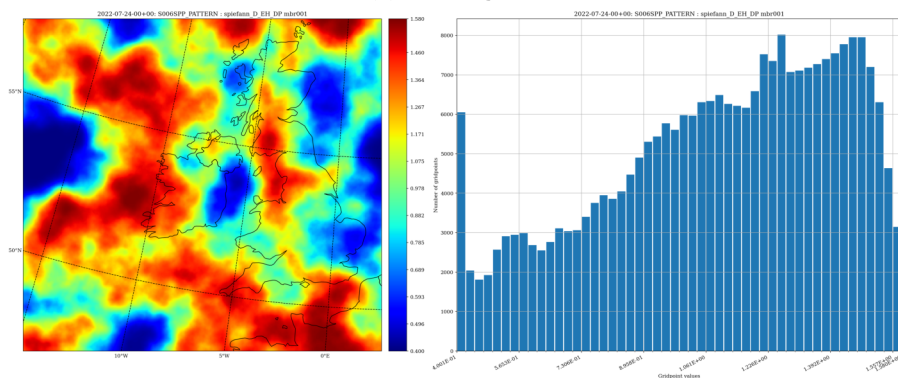 2022-07-24-00+00: S006SPP_PATTERN : spiefann_D_EH_DP mbr001
55°N
50°N
10°W
5°W
0°E
1.580
1.460
1.364
1.267
1.171
1.075
0.978
0.882
0.785
0.689
0.593
0.496
0.400
2022-07-24-00+00: S006SPP_PATTERN : spiefann_D_EH_DP mbr001
Number of gridpoints
8000
7000
6000
5000
4000
3000
2000
1000
0
4.001E-01
5.653E-01
7.306E-01
8.958E-01
1.061E+00
1.226E+00
1.392E+00
1.557E+00
1.580E+00
Gridpoint values